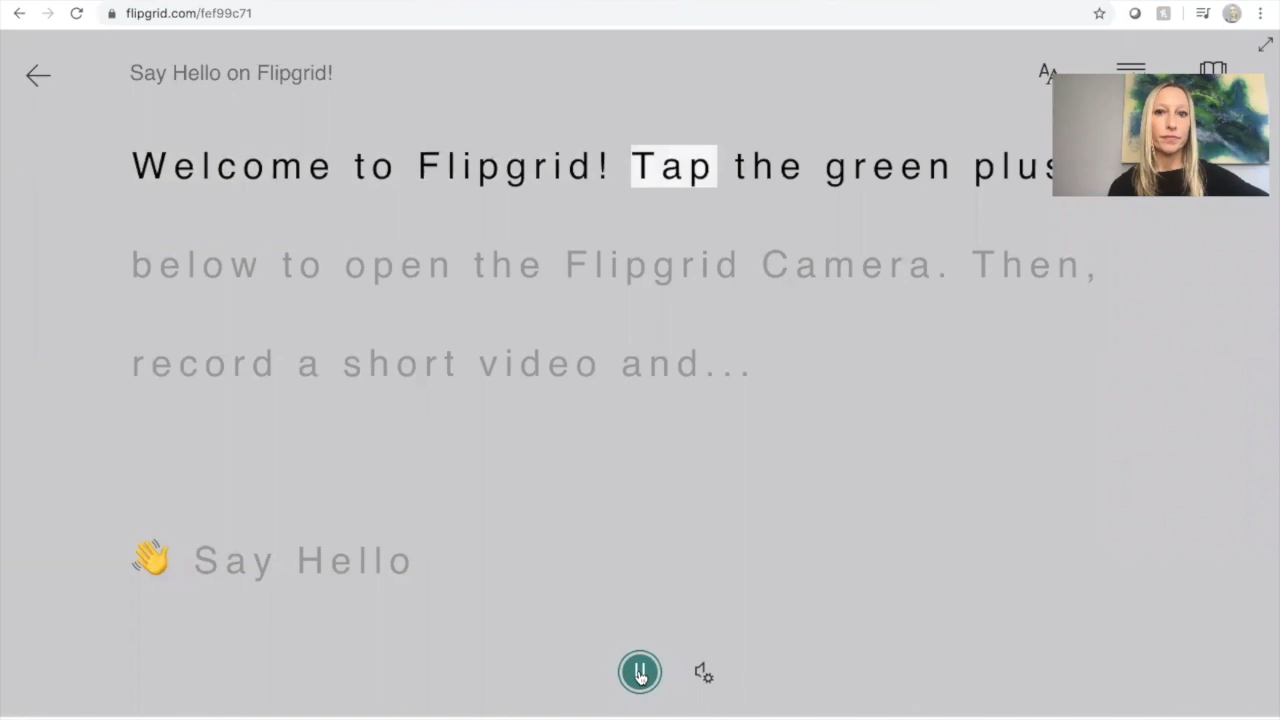 flipgrid.com/fef99c71
Say Hello on Flipgrid!
Welcome to Flipgrid! Tap the green plus
below to open the Flipgrid Camera. Then,
record a short video and...
👋 Say Hello